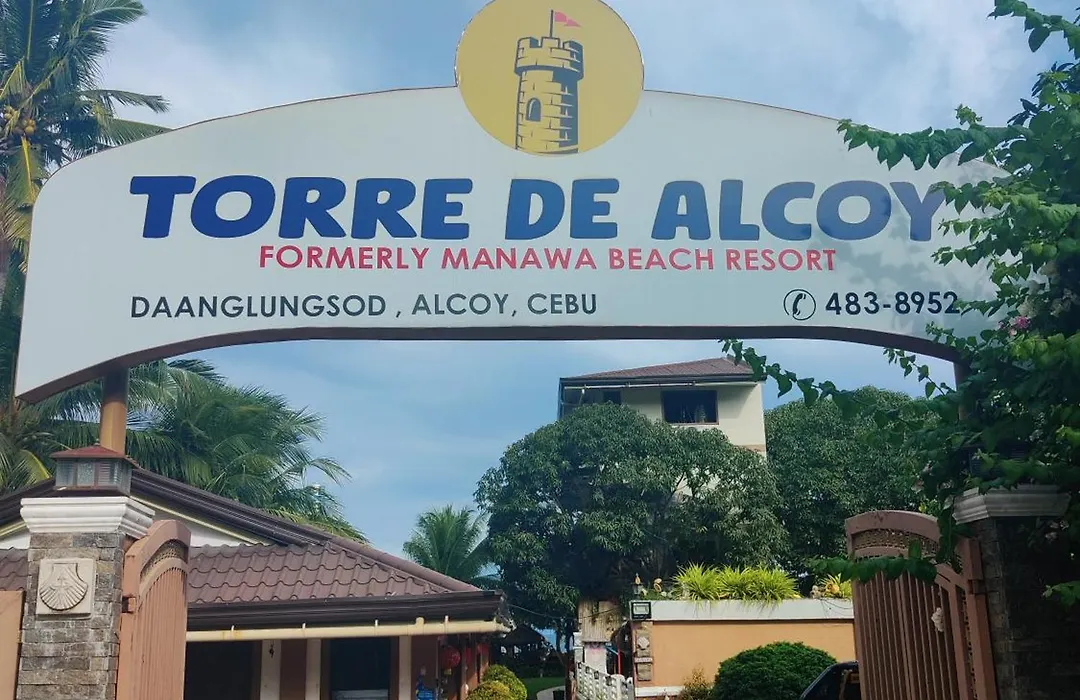 TORRE DE ALCOY
FORMERLY MANAWA BEACH RESORT
DAANGLUNGSOD , ALCOY, CEBU 483-8952